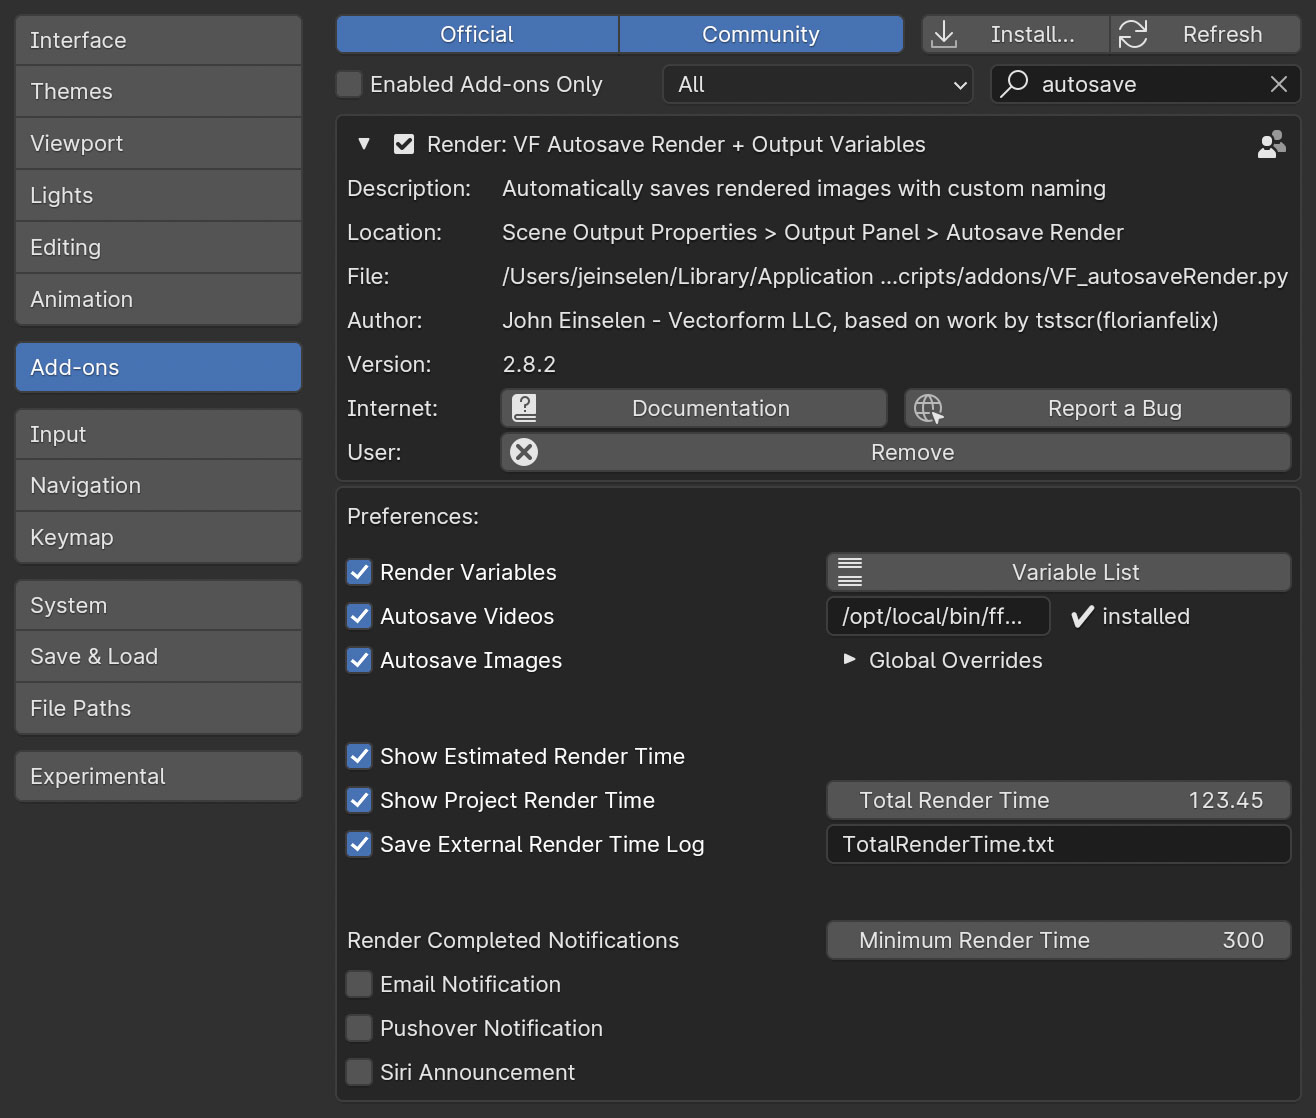 Interface
Themes
Viewport
Lights
Editing
Animation
Add-ons
Input
Navigation
Keymap
System
Save & Load
File Paths
Experimental
Official Community Install... Refresh
Enabled Add-ons Only All autosave
Render: VF Autosave Render + Output Variables
Description: Automatically saves rendered images with custom naming
Location: Scene Output Properties > Output Panel > Autosave Render
File: /Users/jeinselen/Library/Application ...cripts/addons/VF_autosaveRender.py
Author: John Einselen - Vectorform LLC, based on work by tstscr(florianfelix)
Version: 2.8.2
Internet: Documentation Report a Bug
User: Remove
Preferences:
Render Variables Variable List
Autosave Videos /opt/local/bin/ff... installed
Autosave Images Global Overrides
Show Estimated Render Time
Show Project Render Time Total Render Time 123.45
Save External Render Time Log TotalRenderTime.txt
Render Completed Notifications Minimum Render Time 300
Email Notification
Pushover Notification
Siri Announcement